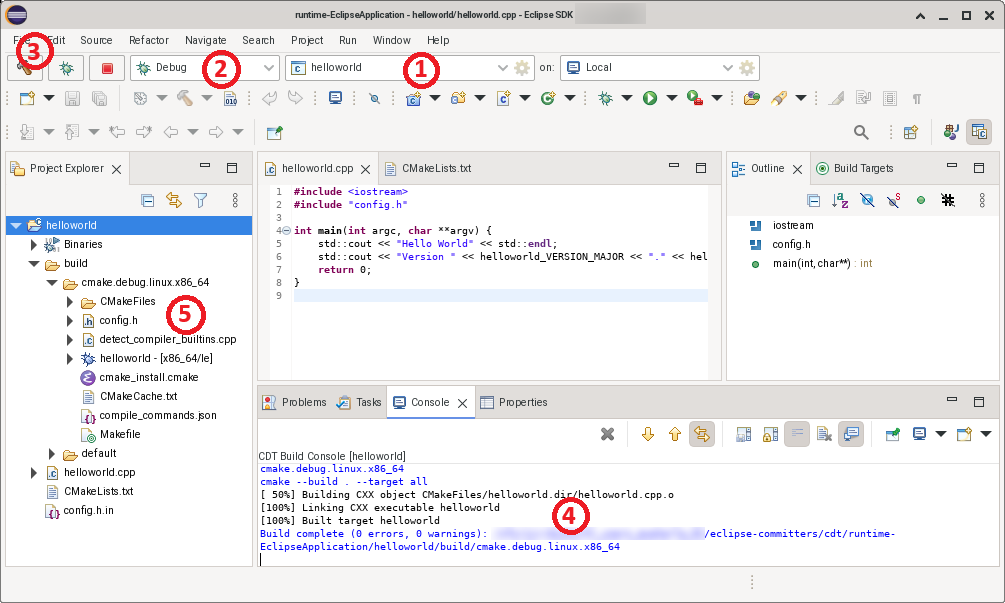 runtime-EclipseApplication - helloworld/helloworld.cpp - Eclipse SDK
Edit Source Refactor Navigate Search Project Run Window Help
3
Debug
2
helloworld
1
on:
Local
010
Project Explorer
helloworld
Binaries
build
cmake.debug.linux.x86_64
CMakeFiles
config.h
5
detect_compiler_builtins.cpp
helloworld - [x86_64/le]
cmake_install.cmake
CMakeCache.txt
compile_commands.json
Makefile
default
helloworld.cpp
CMakeLists.txt
config.h.in
helloworld.cpp
CMakeLists.txt
1 #include <iostream>
2 #include "config.h"
3
4 int main(int argc, char **argv) {
5 std::cout << "Hello World" << std::endl;
6 std::cout << "Version " << helloworld_VERSION_MAJOR << "." << hel
7 return 0;
8 }
9
Outline
Build Targets
iostream
config.h
main(int, char**) : int
Problems
Tasks
Console
Properties
CDT Build Console [helloworld]
cmake.debug.linux.x86_64
cmake --build . --target all
[ 50%] Building CXX object CMakeFiles/helloworld.dir/helloworld.cpp.o
[100%] Linking CXX executable helloworld
[100%] Built target helloworld
4
Build complete (0 errors, 0 warnings): /eclipse-committers/cdt/runtime-
EclipseApplication/helloworld/build/cmake.debug.linux.x86_64